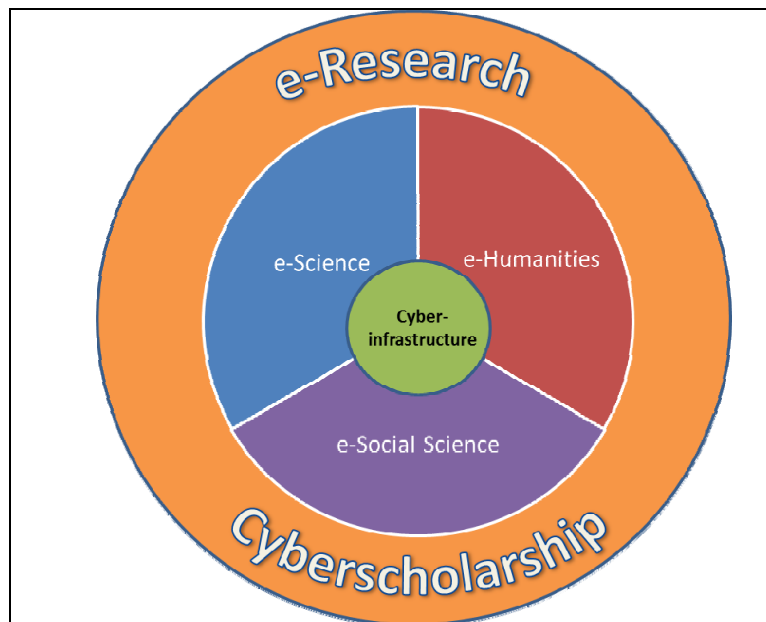 e-Research
e-Science
e-Humanities
Cyber-
infrastructure
e-Social Science
Cyberscholarship